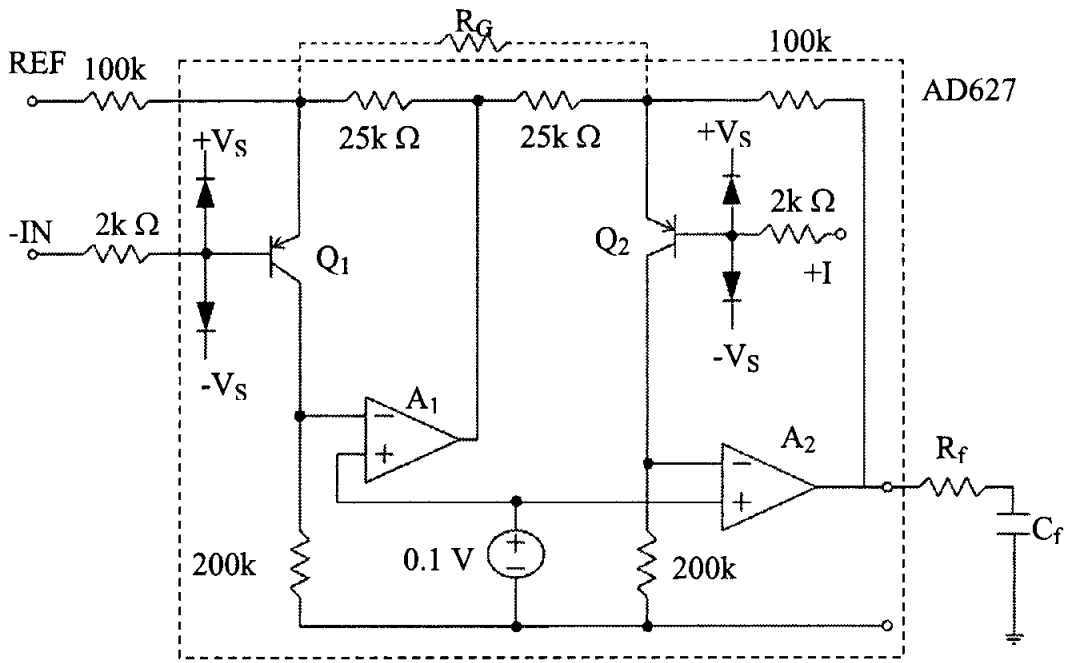 R_G
REF 100k 100k
AD627
25k Ω 25k Ω
+V_S +V_S
-IN 2k Ω 2k Ω
Q_1 Q_2
+I
-V_S -V_S
A_1
−
+
A_2
−
+
R_f
C_f
200k 0.1 V 200k
+
−